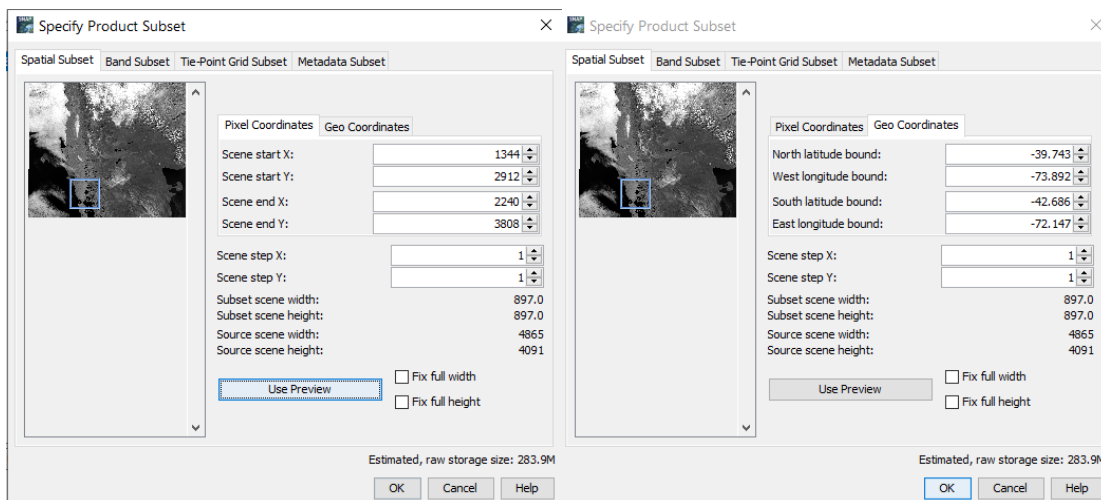 SNAP
Specify Product Subset
Spatial Subset Band Subset Tie-Point Grid Subset Metadata Subset
Pixel Coordinates Geo Coordinates
Scene start X: 1344
Scene start Y: 2912
Scene end X: 2240
Scene end Y: 3808
Scene step X: 1
Scene step Y: 1
Subset scene width: 897.0
Subset scene height: 897.0
Source scene width: 4865
Source scene height: 4091
Use Preview
Fix full width
Fix full height
Estimated, raw storage size: 283.9M
OK Cancel Help
SNAP
Specify Product Subset
Spatial Subset Band Subset Tie-Point Grid Subset Metadata Subset
Pixel Coordinates Geo Coordinates
North latitude bound: -39.743
West longitude bound: -73.892
South latitude bound: -42.686
East longitude bound: -72.147
Scene step X: 1
Scene step Y: 1
Subset scene width: 897.0
Subset scene height: 897.0
Source scene width: 4865
Source scene height: 4091
Use Preview
Fix full width
Fix full height
Estimated, raw storage size: 283.9M
OK Cancel Help